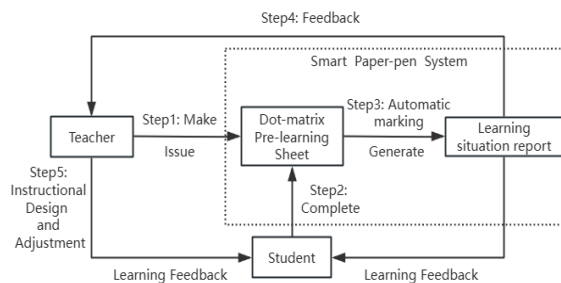 Step4: Feedback
Smart Paper-pen System
Step1: Make
Issue
Teacher
Dot-matrix
Pre-learning
Sheet
Step3: Automatic
marking
Generate
Learning
situation report
Step5:
Instructional
Design
and
Adjustment
Step2:
Complete
Student
Learning Feedback
Learning Feedback